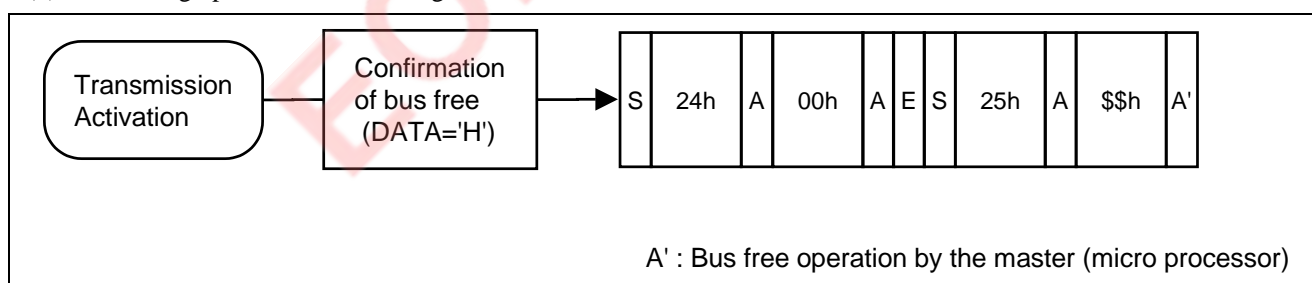 Transmission
Activation
Confirmation
of bus free
(DATA='H')
S 24h A 00h A E S 25h A $$h A'
A' : Bus free operation by the master (micro processor)